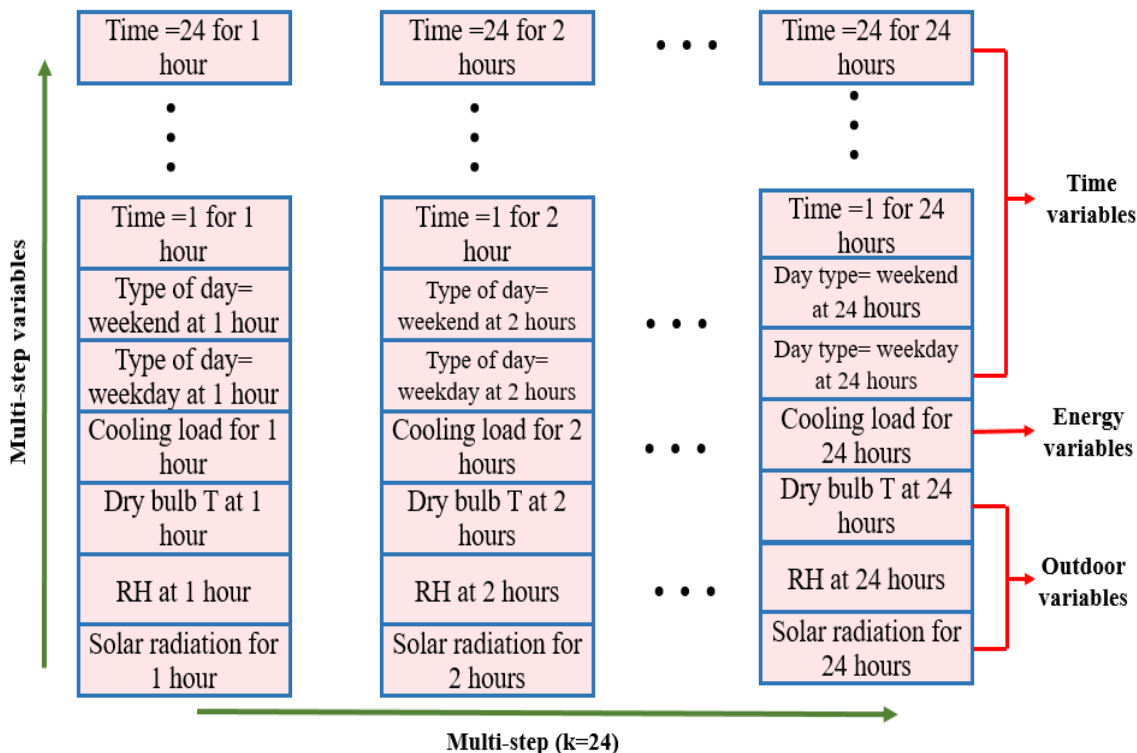 Time =24 for 1
hour
Time =24 for 2
hours
Time =24 for 24
hours
Time =1 for 1
hour
Time =1 for 2
hour
Time =1 for 24
hours
Type of day=
weekend at 1 hour
Type of day=
weekend at 2 hours
Day type= weekend
at 24 hours
Type of day=
weekday at 1 hour
Type of day=
weekday at 2 hours
Day type= weekday
at 24 hours
Cooling load for 1
hour
Cooling load for 2
hours
Cooling load for
24 hours
Dry bulb T at 1
hour
Dry bulb T at 2
hours
Dry bulb T at 24
hours
RH at 1 hour
RH at 2 hours
RH at 24 hours
Solar radiation for
1 hour
Solar radiation for
2 hours
Solar radiation for
24 hours
Time
variables
Energy
variables
Outdoor
variables
Multi-step variables
Multi-step (k=24)